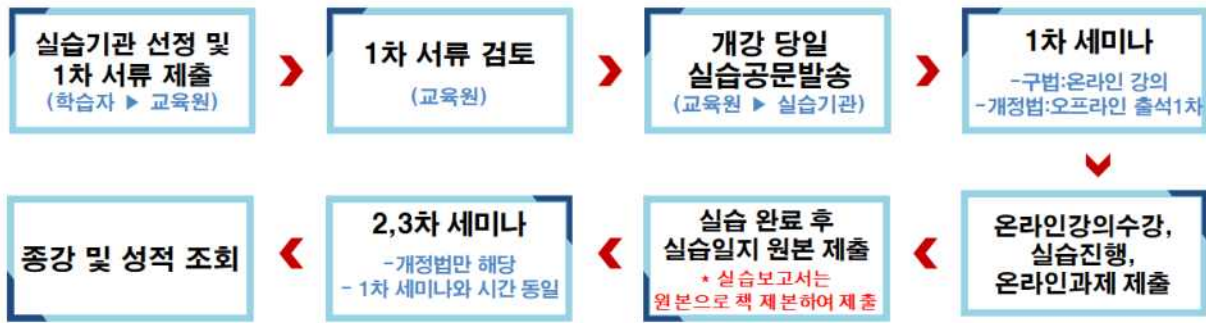 실습기관 선정 및
1차 서류 제출
(학습자 ▶ 교육원)
1차 서류 검토
(교육원)
개강 당일
실습공문발송
(교육원 ▶ 실습기관)
1차 세미나
-구법:온라인 강의
-개정법:오프라인 출석1차
온라인강의수강,
실습진행,
온라인과제 제출
실습 완료 후
실습일지 원본 제출
* 실습보고서는
원본으로 책 제본하여 제출
2,3차 세미나
-개정법만 해당
- 1차 세미나와 시간 동일
종강 및 성적 조회